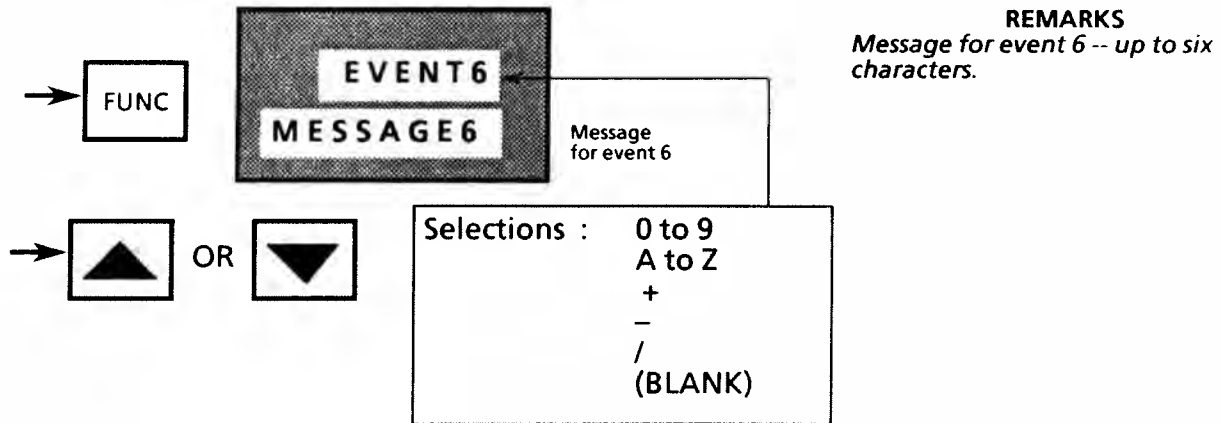 FUNC
EVENT6
MESSAGE6
Message
for event 6
REMARKS
Message for event 6 -- up to six
characters.
OR
Selections : 0 to 9
A to Z
+
–
/
(BLANK)